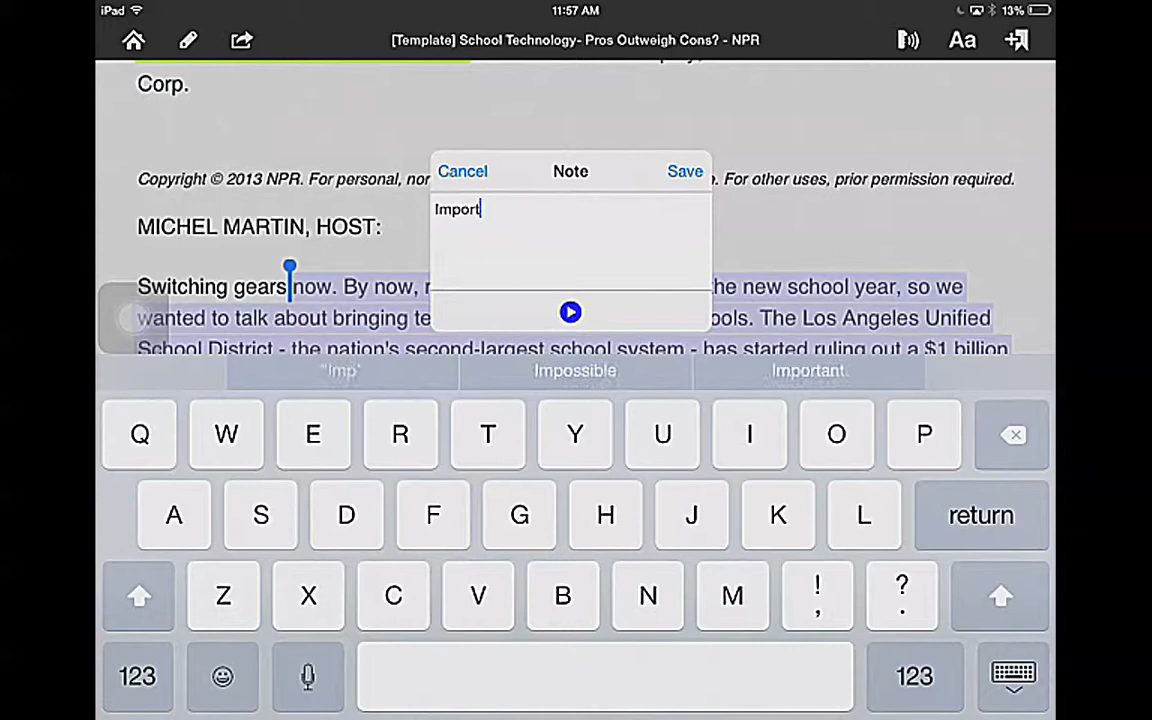 iPad 11:57 AM 13%
[Template] School Technology- Pros Outweigh Cons? - NPR Aa
Corp.
Cancel Note Save
Copyright © 2013 NPR. For personal, . For other uses, prior permission required.
Import
MICHEL MARTIN, HOST:
Switching gears now. By now, the new school year, so we
wanted to talk about bringing ools. The Los Angeles Unified
School District - the nation's second-largest school system - has started ruling out a $1 billion
"Imp" Impossible Important
Q W E R T Y U I O P
A S D F G H J K L return
Z X C V B N M ! , ? .
123 123